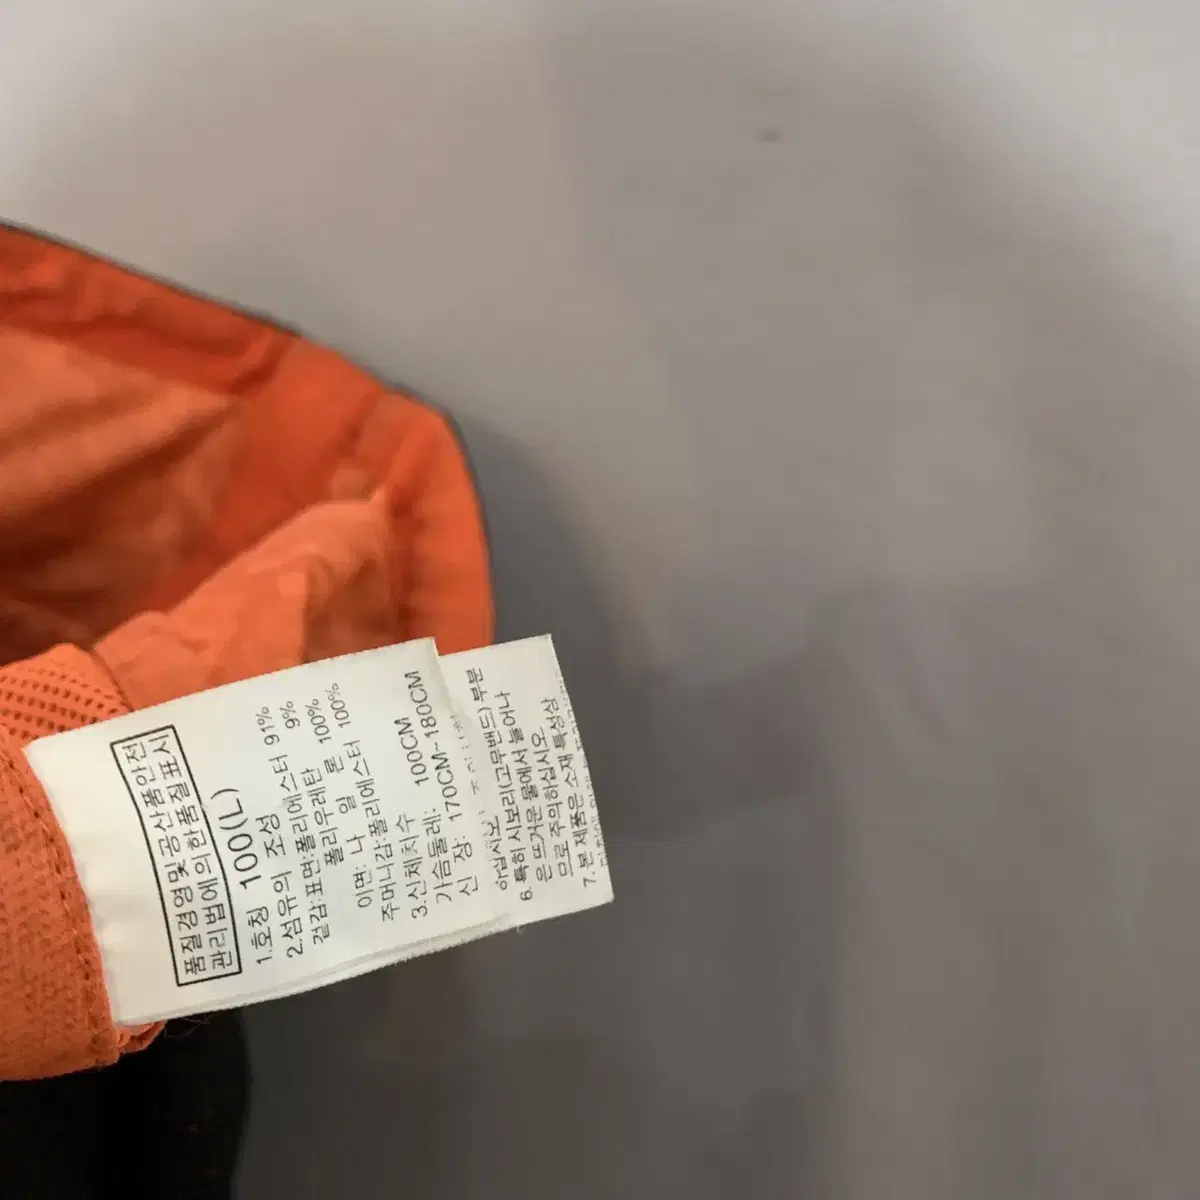 품질경영및공산품안전
관리법에의한품질표시
1.호칭 100(L)
2.섬유의 조성
겉감:표면:폴리에스터 91%
폴리우레탄 9%
이면: 나 일 론 100%
주머니감:폴리에스터 100%
3.신체치수
가슴둘레: 100CM
신 장: 170CM~180CM
하십시오
6.특히 시보리(고무밴드) 부분
은 뜨거운 물에서 늘어나
므로 주의하십시오.
7.본 제품은 소재 특성상